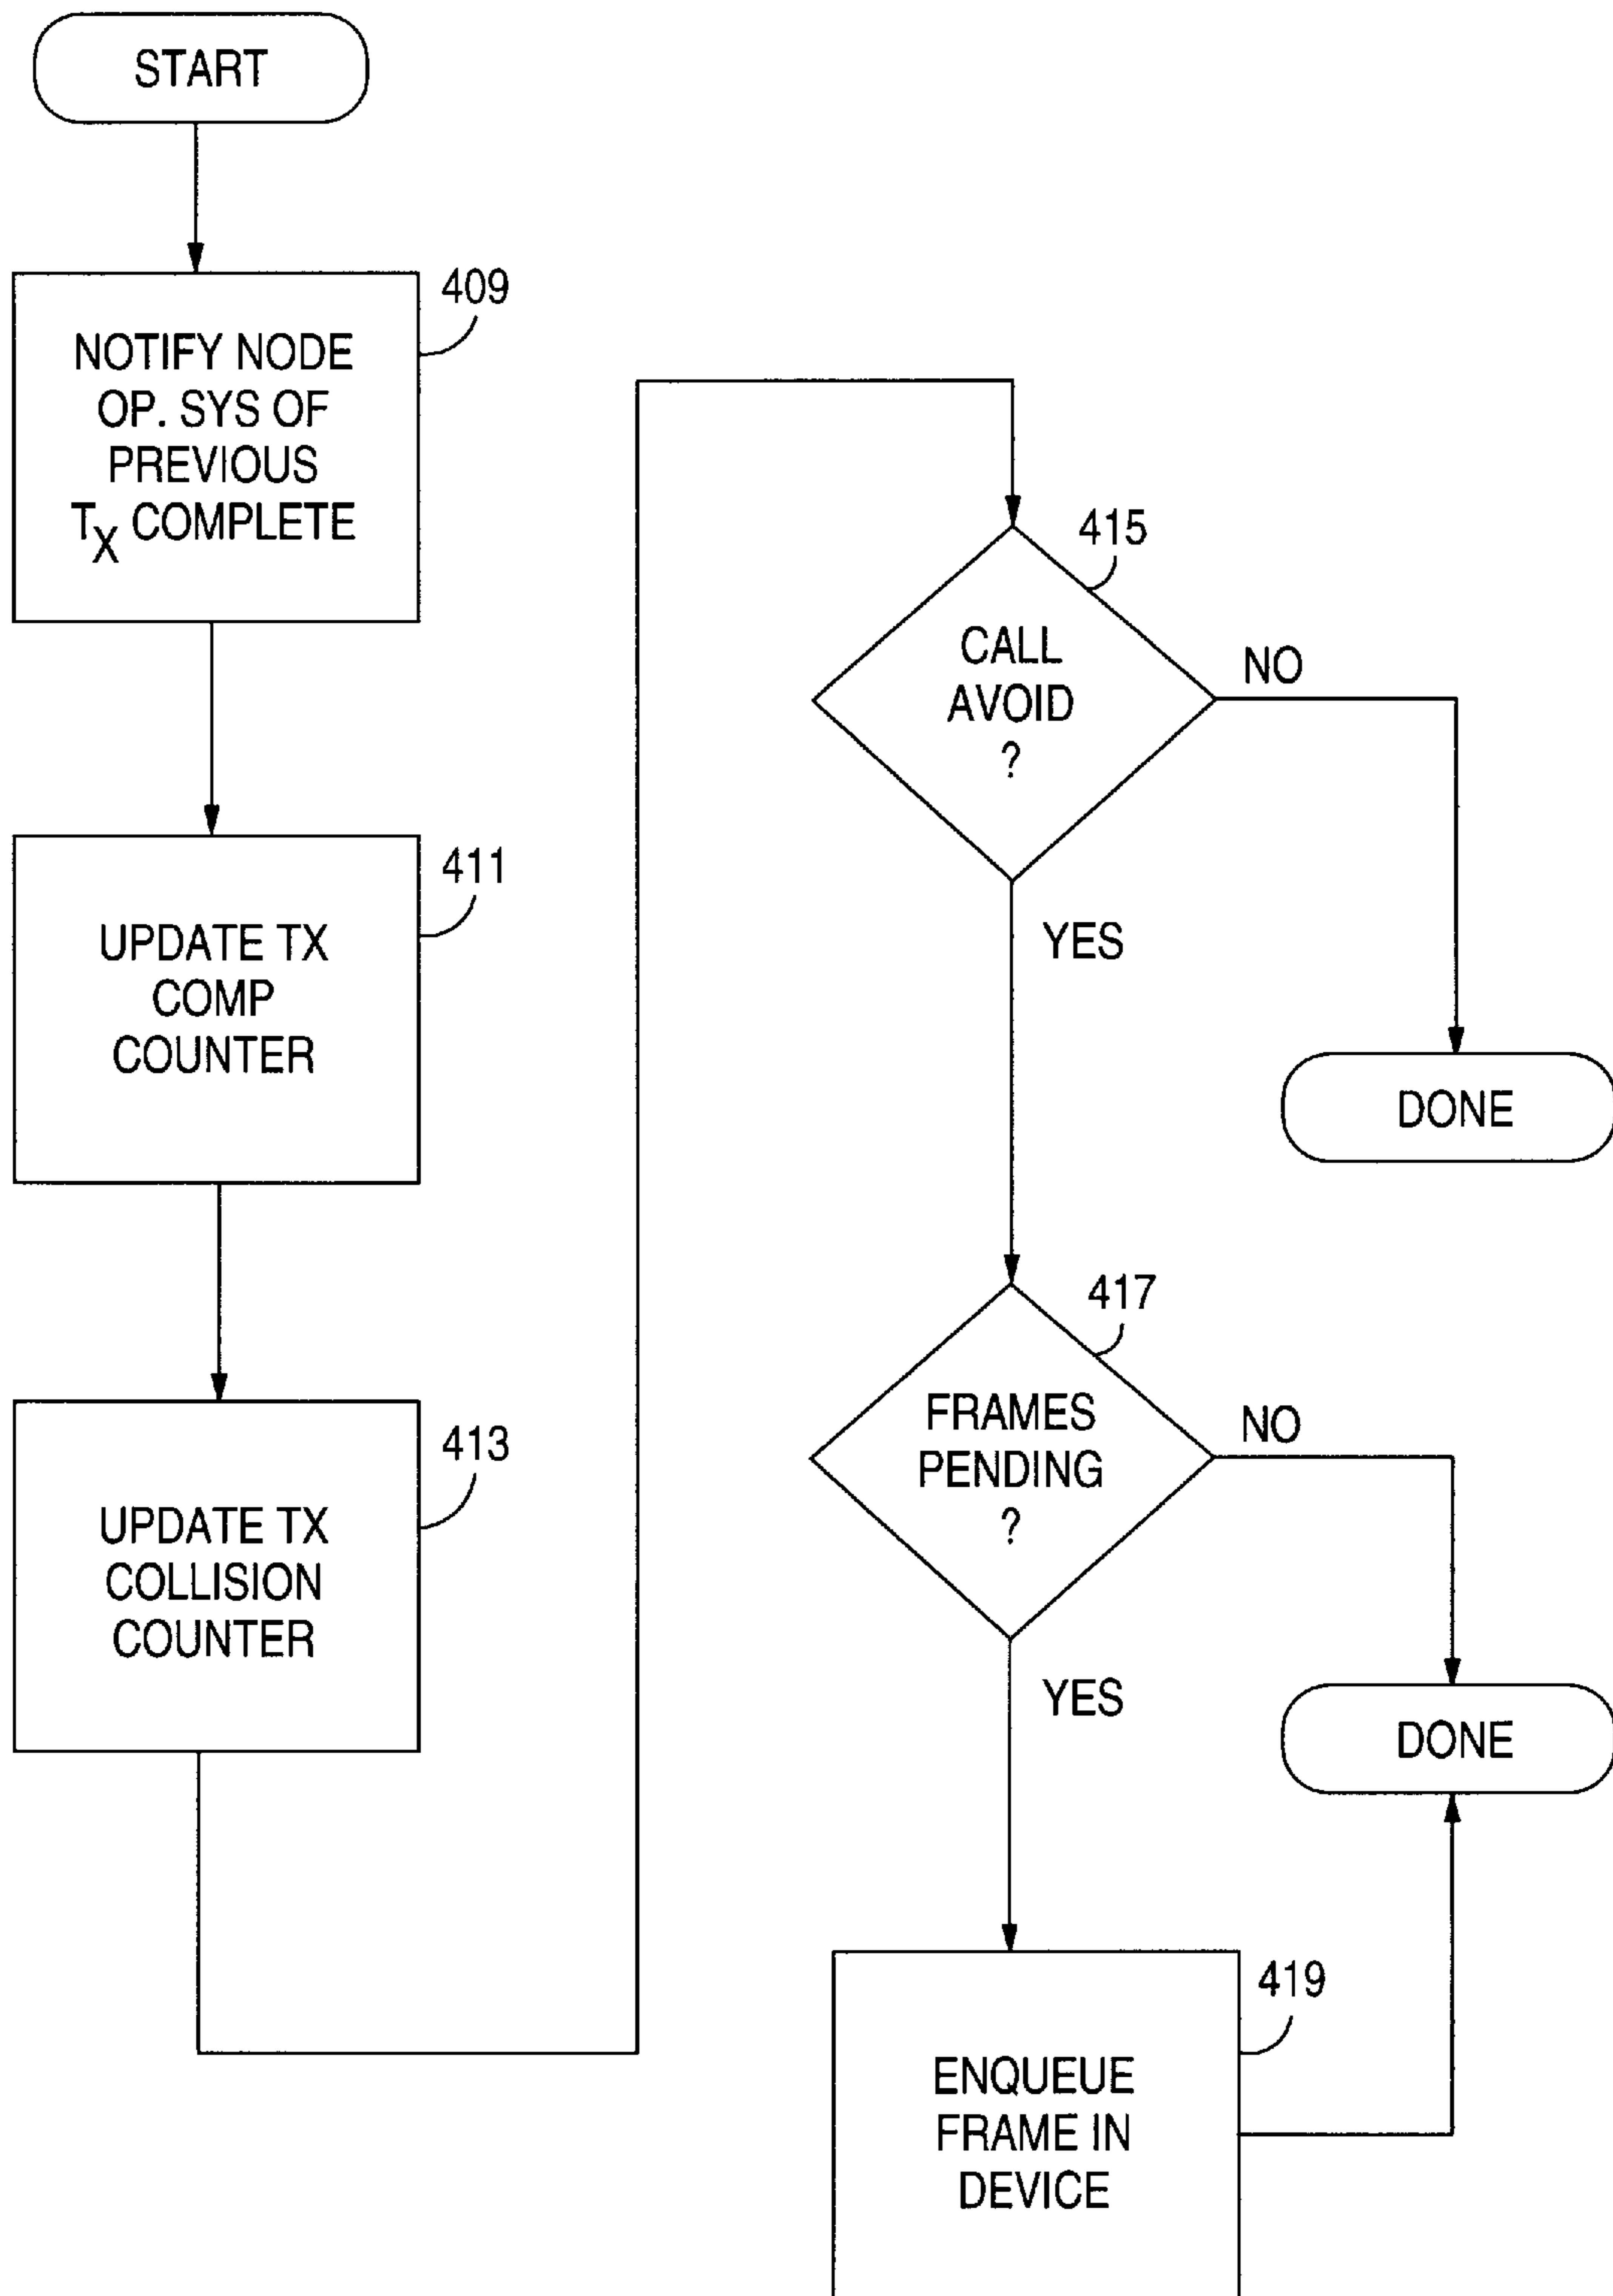 START
409
NOTIFY NODE
OP. SYS OF
PREVIOUS
TX COMPLETE
411
UPDATE TX
COMP
COUNTER
413
UPDATE TX
COLLISION
COUNTER
415
CALL
AVOID
?
NO
YES
DONE
417
FRAMES
PENDING
?
NO
YES
DONE
419
ENQUEUE
FRAME IN
DEVICE